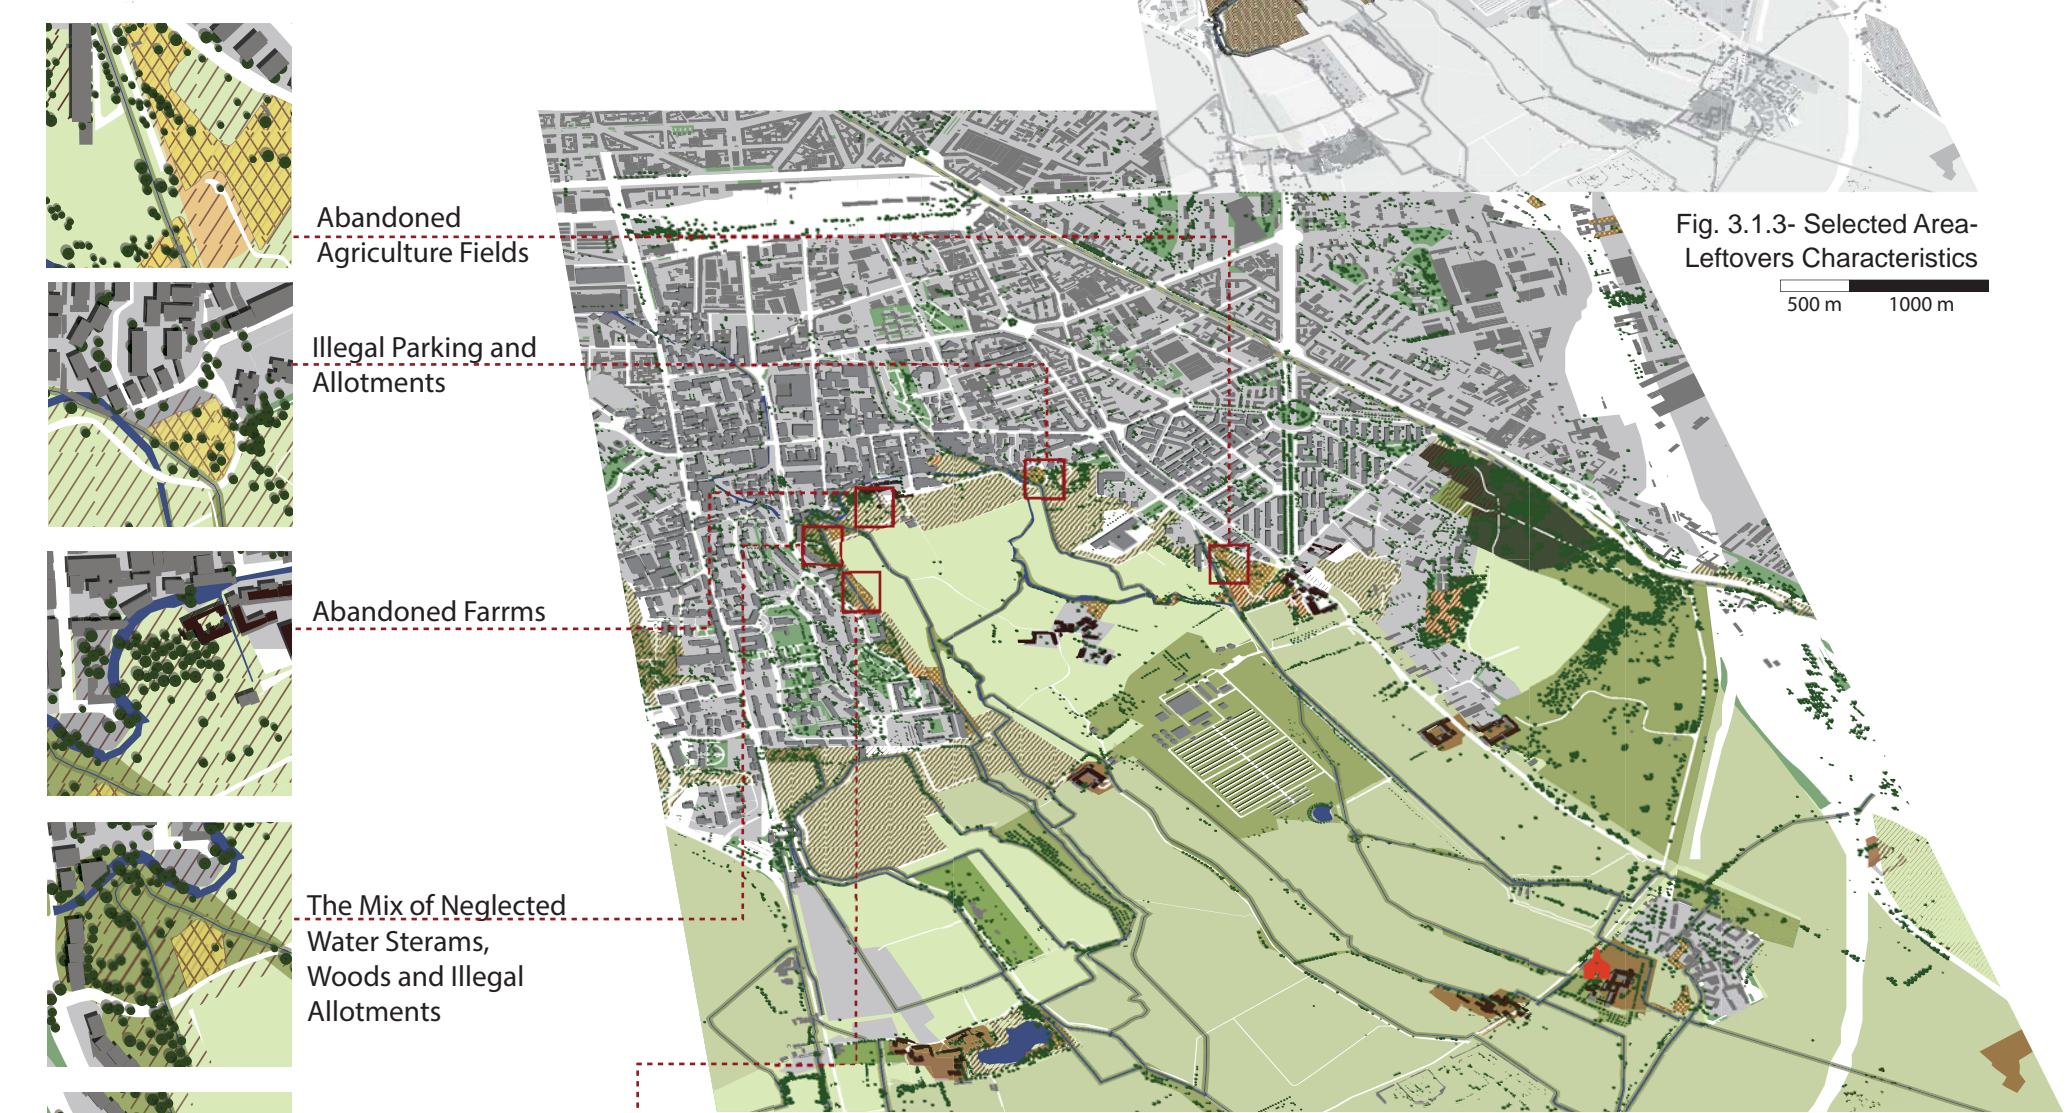 Abandoned
Agriculture Fields
Fig. 3.1.3- Selected Area-
Leftovers Characteristics
500 m 1000 m
Illegal Parking and
Allotments
Abandoned Farrms
The Mix of Neglected
Water Sterams,
Woods and Illegal
Allotments